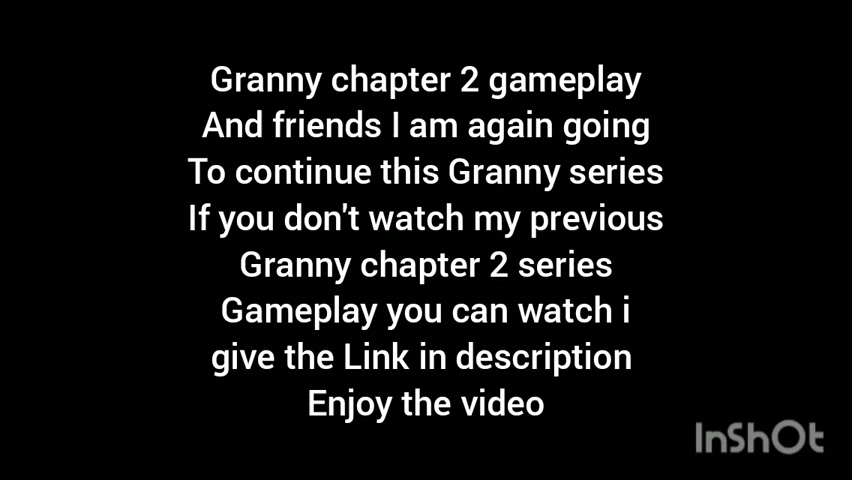 Granny chapter 2 gameplay
And friends I am again going
To continue this Granny series
If you don't watch my previous
Granny chapter 2 series
Gameplay you can watch i
give the Link in description
Enjoy the video
InShOt